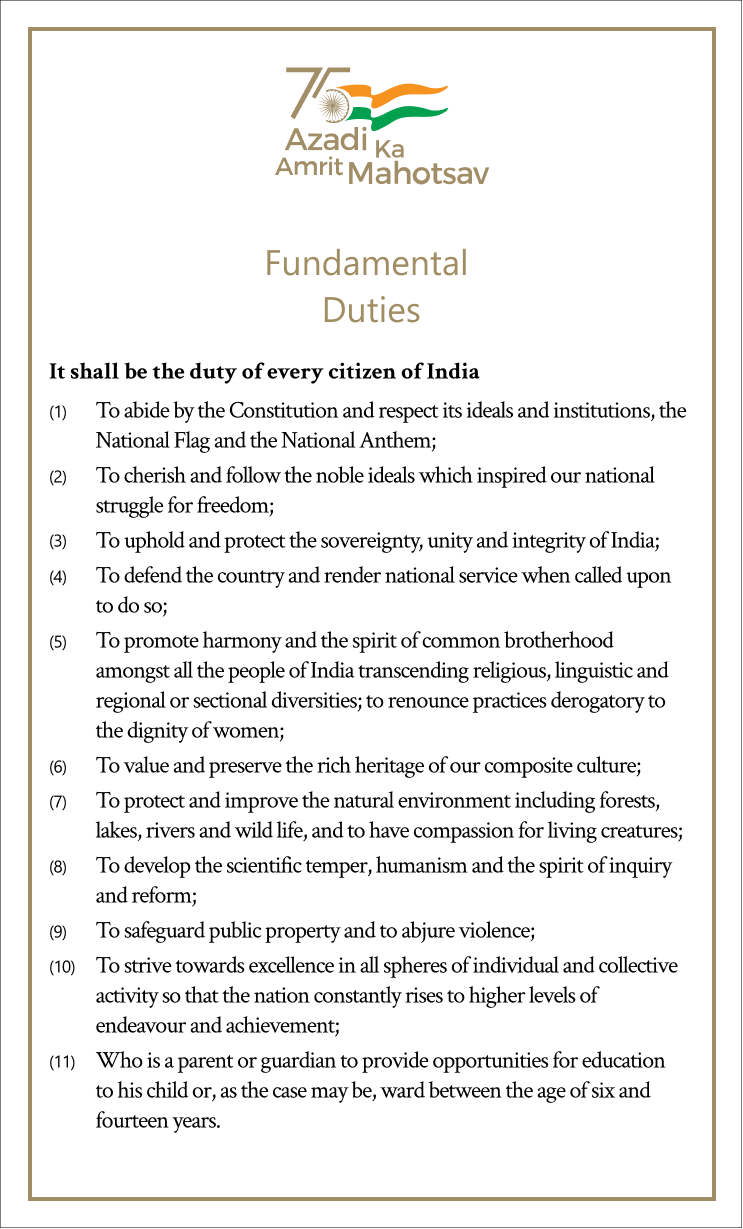 75
Azadi Ka
Amrit Mahotsav
Fundamental
Duties
It shall be the duty of every citizen of India
(1) To abide by the Constitution and respect its ideals and institutions, the
National Flag and the National Anthem;
(2) To cherish and follow the noble ideals which inspired our national
struggle for freedom;
(3) To uphold and protect the sovereignty, unity and integrity of India;
(4) To defend the country and render national service when called upon
to do so;
(5) To promote harmony and the spirit of common brotherhood
amongst all the people of India transcending religious, linguistic and
regional or sectional diversities; to renounce practices derogatory to
the dignity of women;
(6) To value and preserve the rich heritage of our composite culture;
(7) To protect and improve the natural environment including forests,
lakes, rivers and wild life, and to have compassion for living creatures;
(8) To develop the scientific temper, humanism and the spirit of inquiry
and reform;
(9) To safeguard public property and to abjure violence;
(10) To strive towards excellence in all spheres of individual and collective
activity so that the nation constantly rises to higher levels of
endeavour and achievement;
(11) Who is a parent or guardian to provide opportunities for education
to his child or, as the case may be, ward between the age of six and
fourteen years.